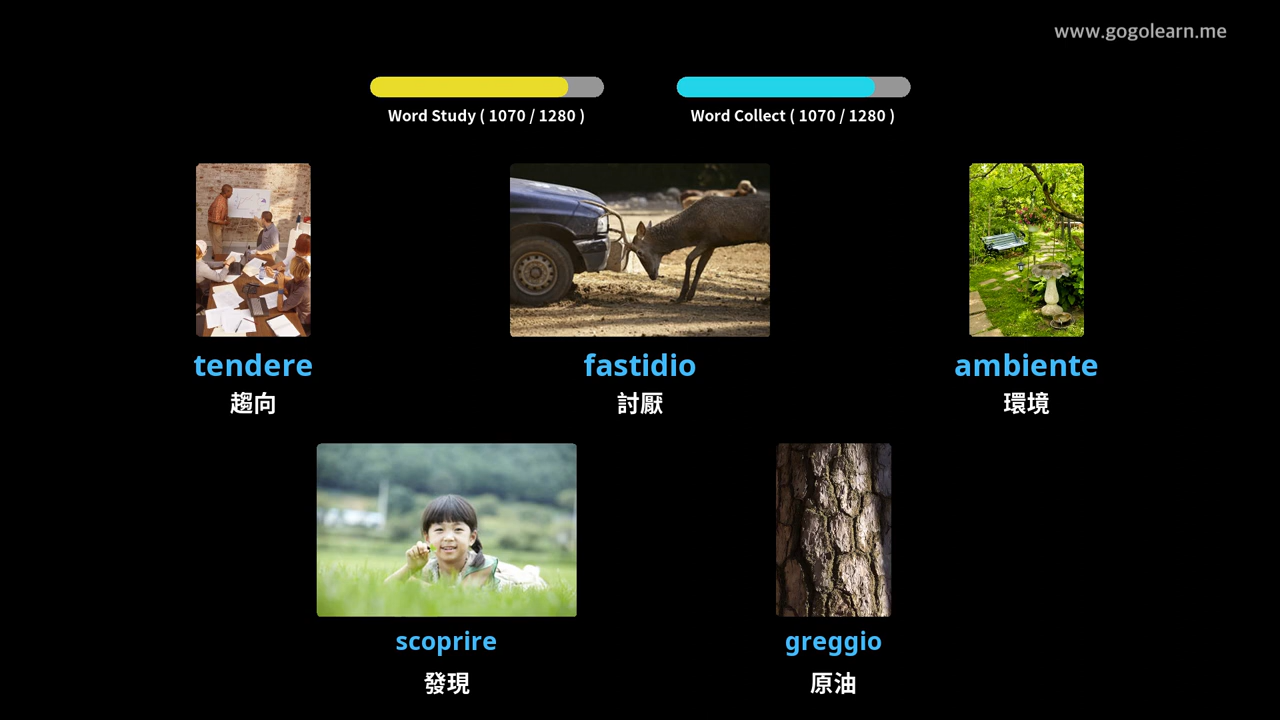 www.gogolearn.me
Word Study ( 1070 / 1280 )
Word Collect ( 1070 / 1280 )
tendere
趨向
fastidio
討厭
ambiente
環境
scoprire
發現
greggio
原油